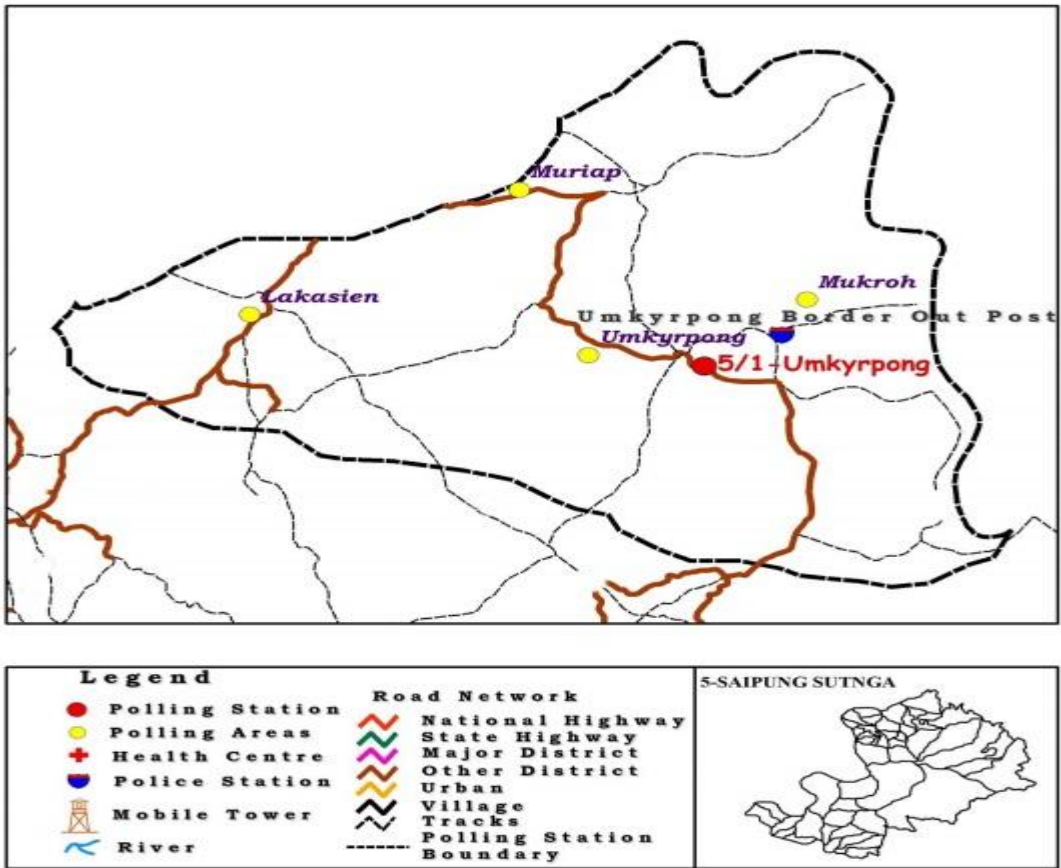 Muriap
Lakasien
Mukroh
Umkyrpong Border Out Post
Umkyrpong
5/1-Umkyrpong
Legend
Polling Station
Polling Areas
Health Centre
Police Station
Mobile Tower
River
Road Network
National Highway
State Highway
Major District
Other District
Urban
Village
Tracks
Polling Station
Boundary
5-SAIPUNG SUTNGA